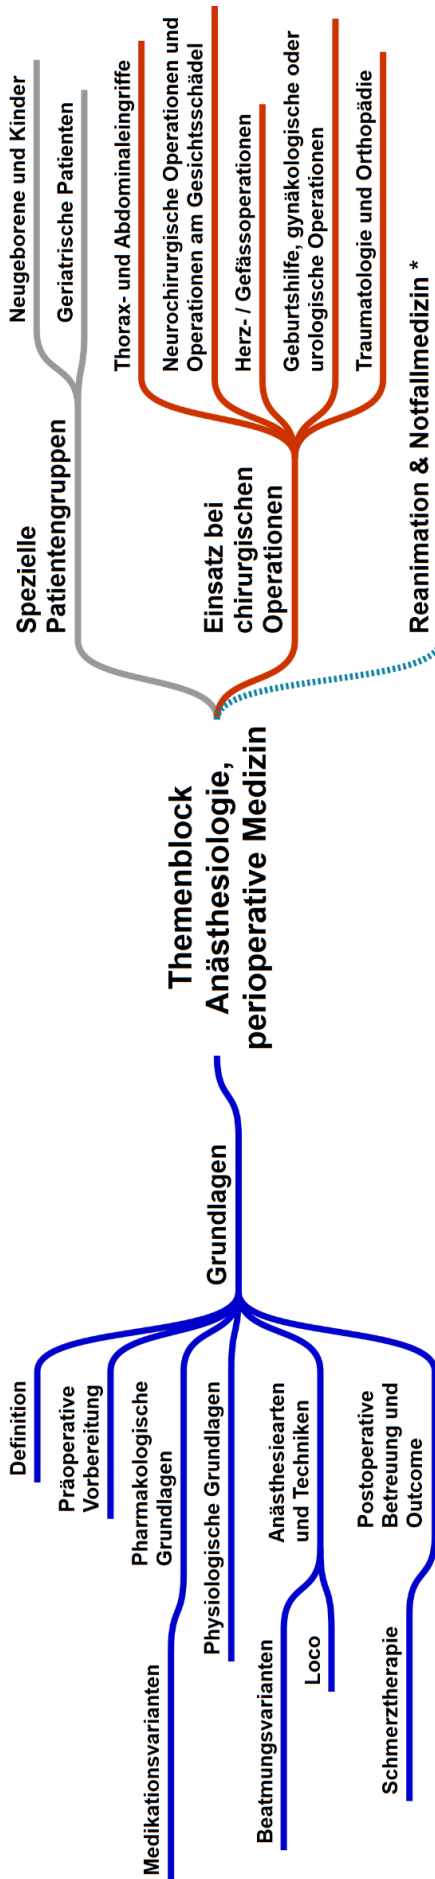 Themenblock
Anästhesiologie,
perioperative Medizin
Grundlagen
Definition
Präoperative
Vorbereitung
Pharmakologische
Grundlagen
Medikationsvarianten
Physiologische Grundlagen
Anästhesiearten
und Techniken
Beatmungsvarianten
Loco
Postoperative
Betreuung und
Outcome
Schmerztherapie
Spezielle
Patientengruppen
Neugeborene und Kinder
Geriatrische Patienten
Einsatz bei
chirurgischen
Operationen
Thorax- und Abdominaleingriffe
Neurochirurgische Operationen und
Operationen am Gesichtsschädel
Herz- / Gefässoperationen
Geburtshilfe, gynäkologische oder
urologische Operationen
Traumatologie und Orthopädie
Reanimation & Notfallmedizin *